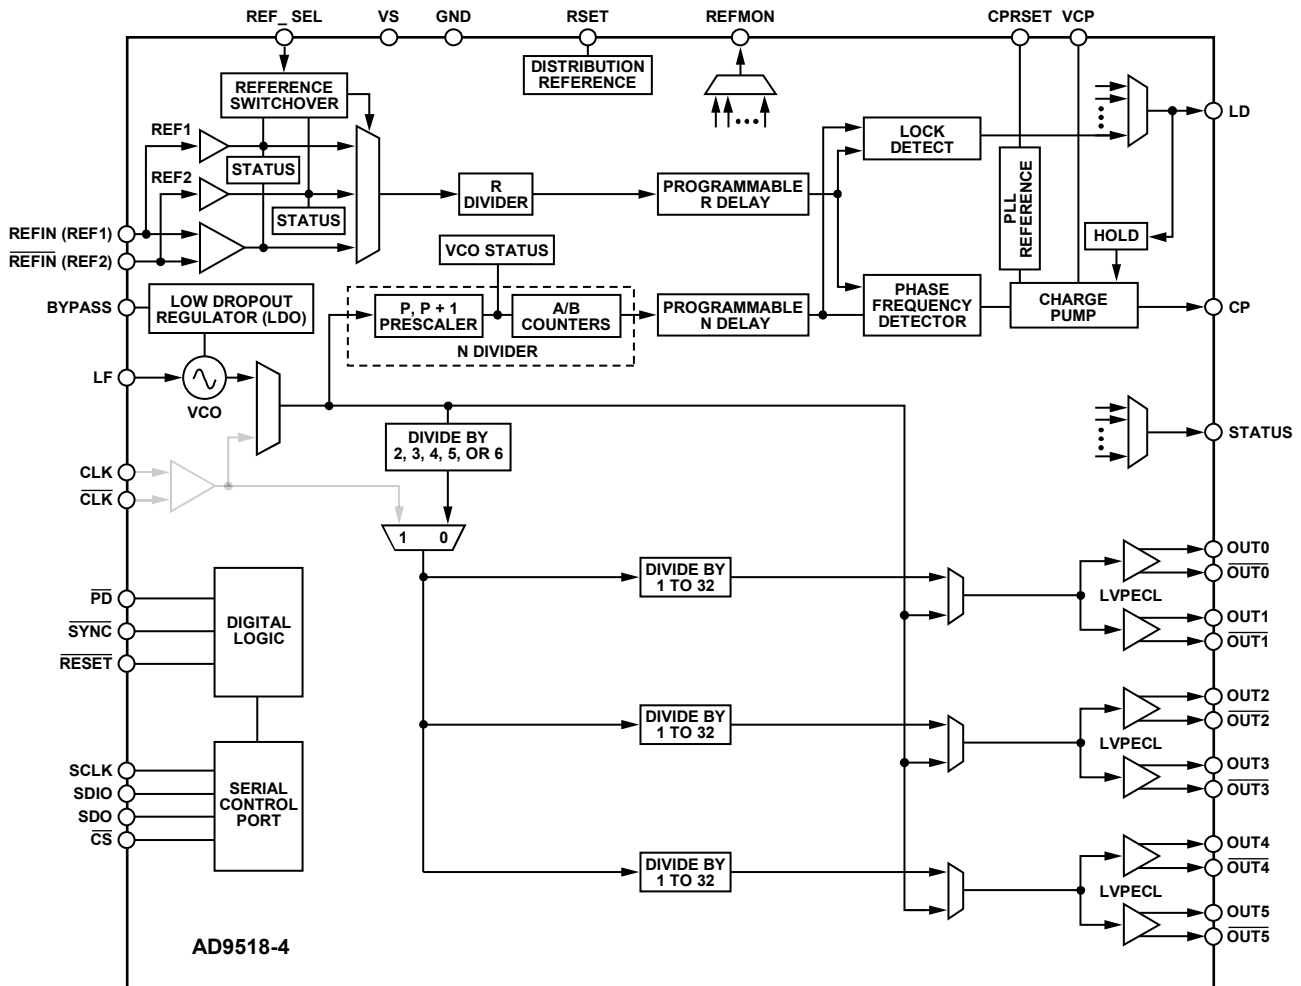 REF_ SEL
VS
GND
RSET
REFMON
CPRSET
VCP
DISTRIBUTION
REFERENCE
REFERENCE
SWITCHOVER
REF1
STATUS
REF2
STATUS
REFIN (REF1)
REFIN (REF2)
BYPASS
LOW DROPOUT
REGULATOR (LDO)
LF
VCO
R
DIVIDER
PROGRAMMABLE
R DELAY
LOCK
DETECT
LD
PLL
REFERENCE
HOLD
VCO STATUS
P, P + 1
PRESCALER
A/B
COUNTERS
N DIVIDER
PROGRAMMABLE
N DELAY
PHASE
FREQUENCY
DETECTOR
CHARGE
PUMP
CP
DIVIDE BY
2, 3, 4, 5, OR 6
STATUS
CLK
CLK
1 0
DIVIDE BY
1 TO 32
LVPECL
OUT0
OUT0
OUT1
OUT1
PD
SYNC
RESET
DIGITAL
LOGIC
DIVIDE BY
1 TO 32
LVPECL
OUT2
OUT2
OUT3
OUT3
SCLK
SDIO
SDO
CS
SERIAL
CONTROL
PORT
DIVIDE BY
1 TO 32
LVPECL
OUT4
OUT4
OUT5
OUT5
AD9518-4